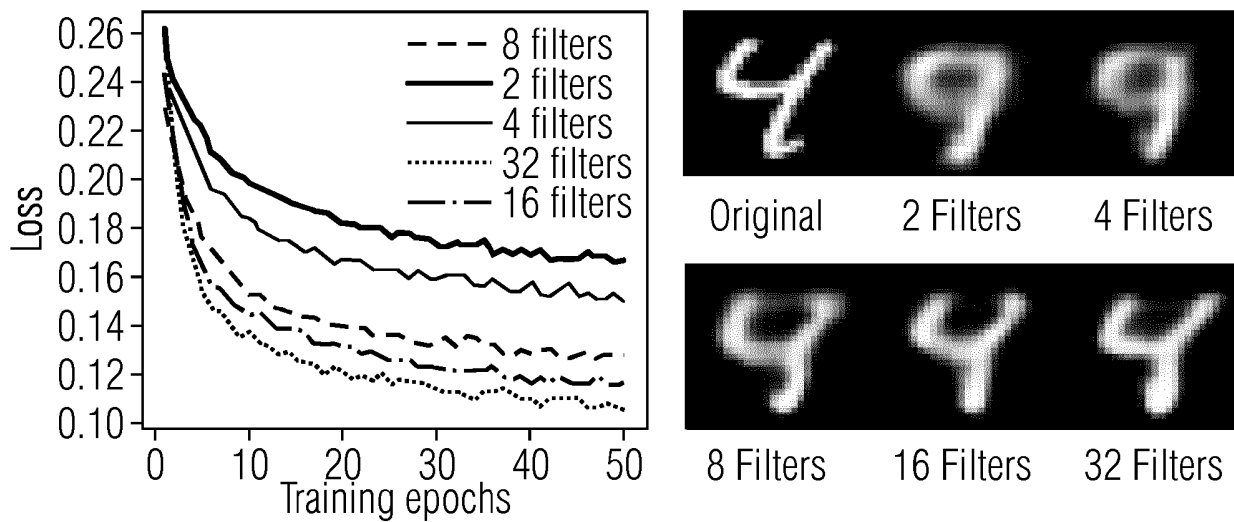 0.26
0.24
0.22
0.20
0.18
0.16
0.14
0.12
0.10
Loss
0 10 20 30 40 50
Training epochs
8 filters
2 filters
4 filters
32 filters
16 filters
Original 2 Filters 4 Filters
8 Filters 16 Filters 32 Filters